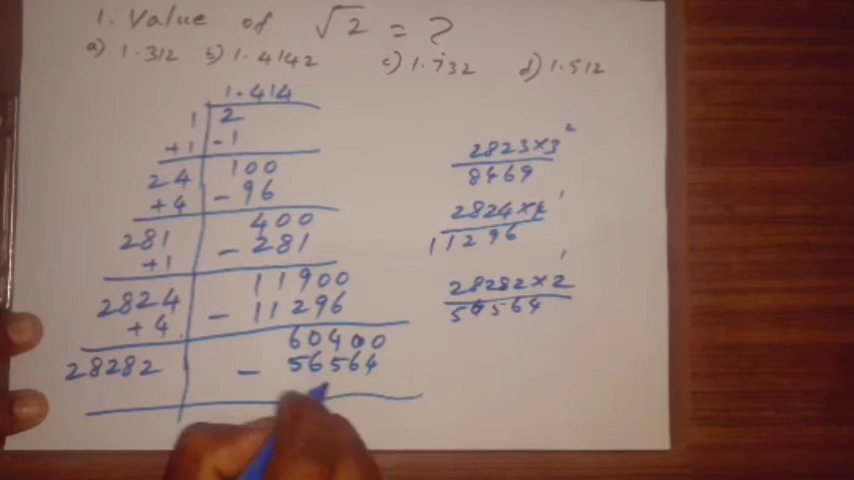 1. Value of √2 = ?
a) 1.312 b) 1.4142 c) 1.732 d) 1.512
1.414
1 2
+1 -1
24 100
+4 - 96
281 400
+1 - 281
2824 11900
+4 - 11296
28282 60400
- 56564
2823×3
8469
2824×4
11296
28282×2
56564